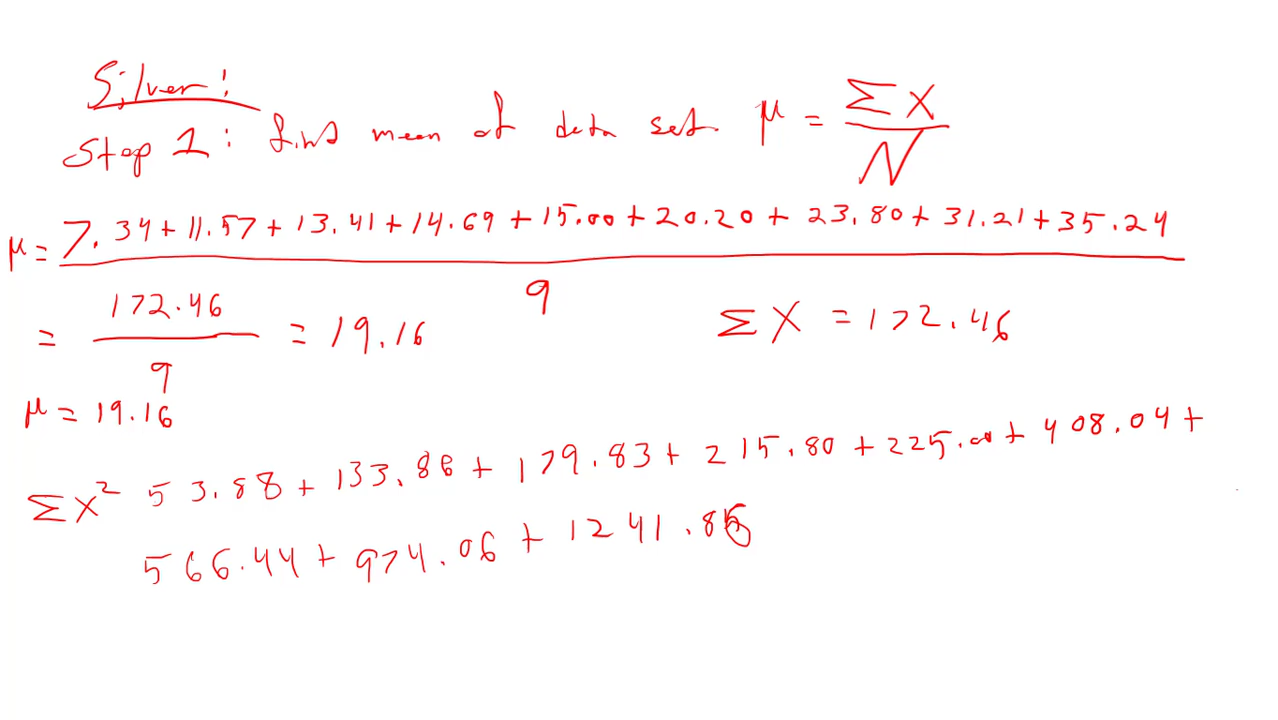 Silver:
Step 1: find mean of data set. μ = ΣX / N
μ = 7.34 + 11.57 + 13.41 + 14.69 + 15.00 + 20.20 + 23.80 + 31.21 + 35.24 / 9
= 172.46 / 9 = 19.16 ΣX = 172.46
μ = 19.16
ΣX² 53.88 + 133.86 + 179.83 + 215.80 + 225.00 + 408.04 +
566.44 + 974.06 + 1241.86